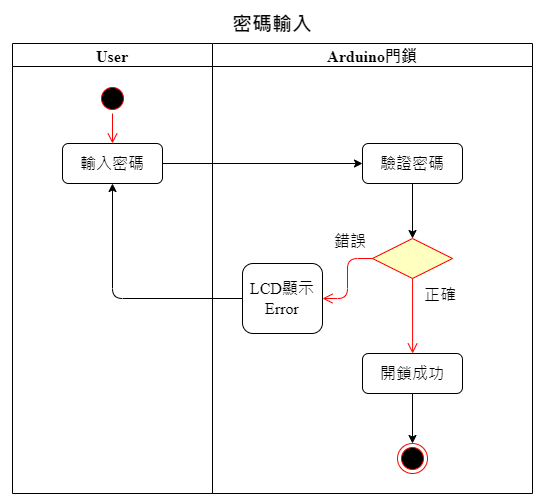 密碼輸入
User
Arduino門鎖
輸入密碼
驗證密碼
錯誤
LCD顯示
Error
正確
開鎖成功